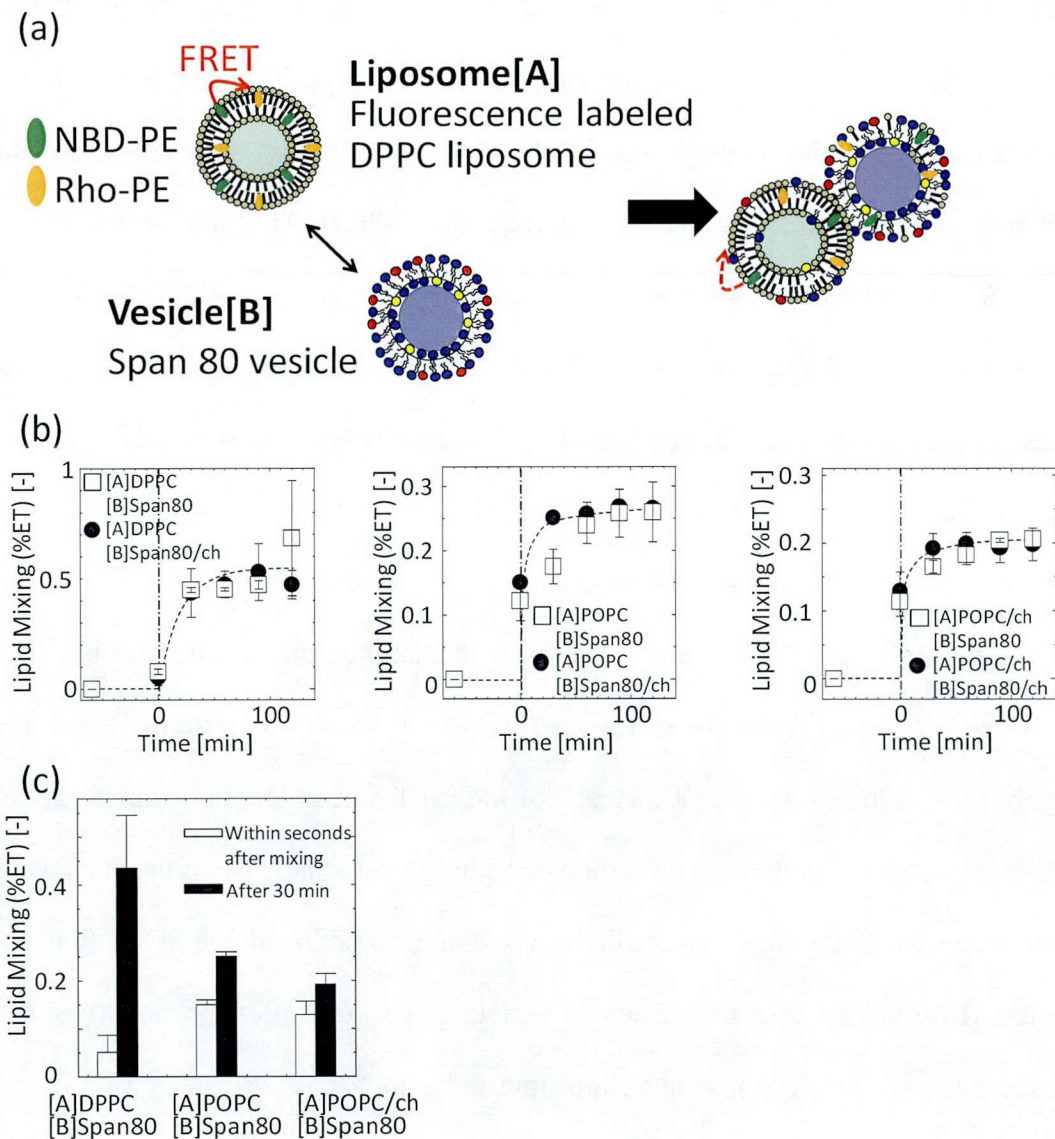 (a)
FRET
NBD-PE
Rho-PE
Liposome[A]
Fluorescence labeled
DPPC liposome
Vesicle[B]
Span 80 vesicle
(b)
Lipid Mixing (%ET) [-]
1
0.5
0
0
100
Time [min]
[A]DPPC
[B]Span80
[A]DPPC
[B]Span80/ch
Lipid Mixing (%ET) [-]
0.3
0.2
0.1
0
0
100
Time [min]
[A]POPC
[B]Span80
[A]POPC
[B]Span80/ch
Lipid Mixing (%ET) [-]
0.3
0.2
0.1
0
0
100
Time [min]
[A]POPC/ch
[B]Span80
[A]POPC/ch
[B]Span80/ch
(c)
Lipid Mixing (%ET) [-]
0.4
0.2
0
Within seconds
after mixing
After 30 min
[A]DPPC
[B]Span80
[A]POPC
[B]Span80
[A]POPC/ch
[B]Span80